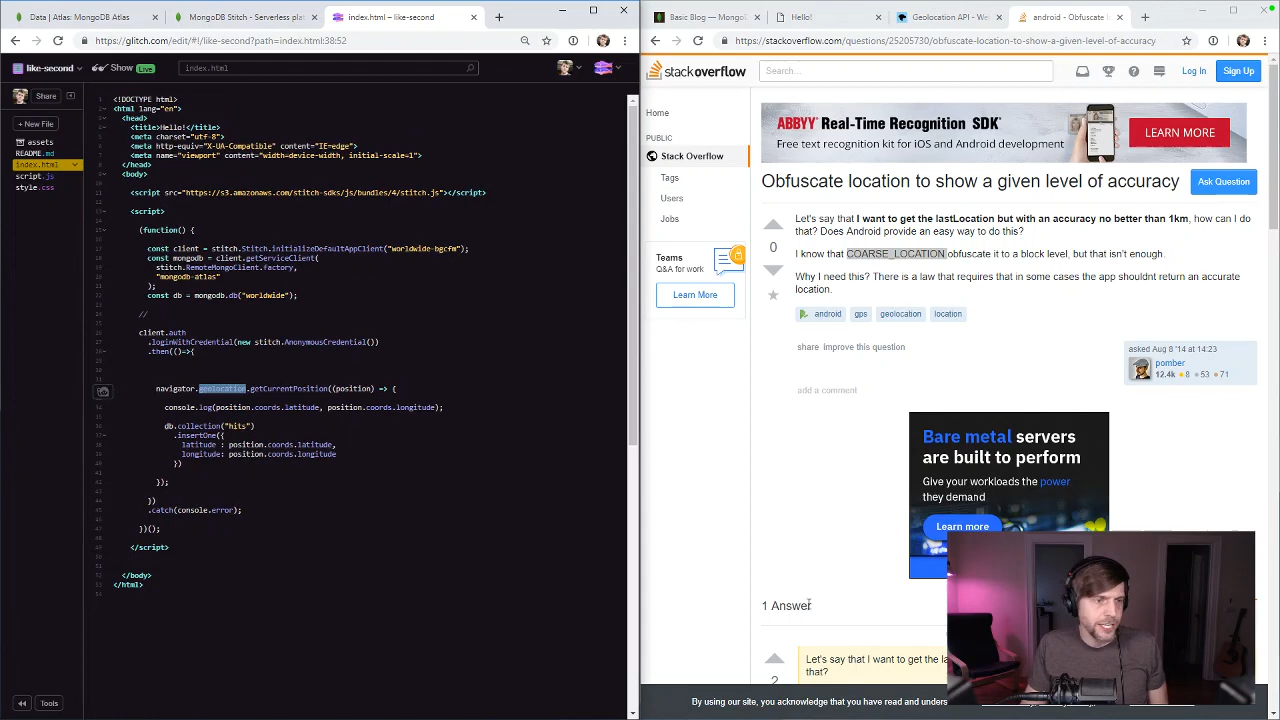 Data | Atlas: MongoDB Atlas
MongoDB Stitch - Serverless pla
index.html – like-second
https://glitch.com/edit/#!/like-second?path=index.html:38:52
like-second
Show
Live
index.html
Share
+ New File
assets
README.md
index.html
script.js
style.css
<!DOCTYPE html>
<html lang="en">
<head>
<title>Hello!</title>
<meta charset="utf-8">
<meta http-equiv="X-UA-Compatible" content="IE=edge">
<meta name="viewport" content="width=device-width, initial-scale=1">
</head>
<body>
<script src="https://s3.amazonaws.com/stitch-sdks/js/bundles/4/stitch.js"></script>
<script>
(function() {
const client = stitch.Stitch.initializeDefaultAppClient("worldwide-bgcfm");
const mongodb = client.getServiceClient(
stitch.RemoteMongoClient.factory,
"mongodb-atlas"
);
const db = mongodb.db("worldwide");
//
client.auth
.loginWithCredential(new stitch.AnonymousCredential())
.then(()=>{
navigator.geolocation.getCurrentPosition((position) => {
console.log(position.coords.latitude, position.coords.longitude);
db.collection("hits")
.insertOne({
latitude : position.coords.latitude,
longitude: position.coords.longitude
})
});
})
.catch(console.error);
})();
</script>
</body>
</html>
Tools
Basic Blog — Mongo
Hello!
Geolocation API - We
android - Obfuscate l
https://stackoverflow.com/questions/25205730/obfuscate-location-to-show-a-given-level-of-accuracy
stackoverflow
Search...
Log In
Sign Up
Home
PUBLIC
Stack Overflow
Tags
Users
Jobs
Teams
Q&A for work
Learn More
ABBYY Real-Time Recognition SDK
Free text recognition kit for iOS and Android development
LEARN MORE
Obfuscate location to show a given level of accuracy
Ask Question
0
Let's say that I want to get the lastLocation but with an accuracy no better than 1km, how can I do
that? Does Android provide an easy way to do this?
I know that COARSE_LOCATION obfuscate it to a block level, but that isn't enough.
Why I need this? There is a law that requires that in some cases the app shouldnt return an accurate
location.
android
gps
geolocation
location
share improve this question
asked Aug 8 '14 at 14:23
pomber
12.4k 8 53 71
add a comment
Bare metal servers
are built to perform
Give your workloads the power
they demand
Learn more
1 Answer
2
Let's say that I want to get the la
that?
By using our site, you acknowledge that you have read and unders